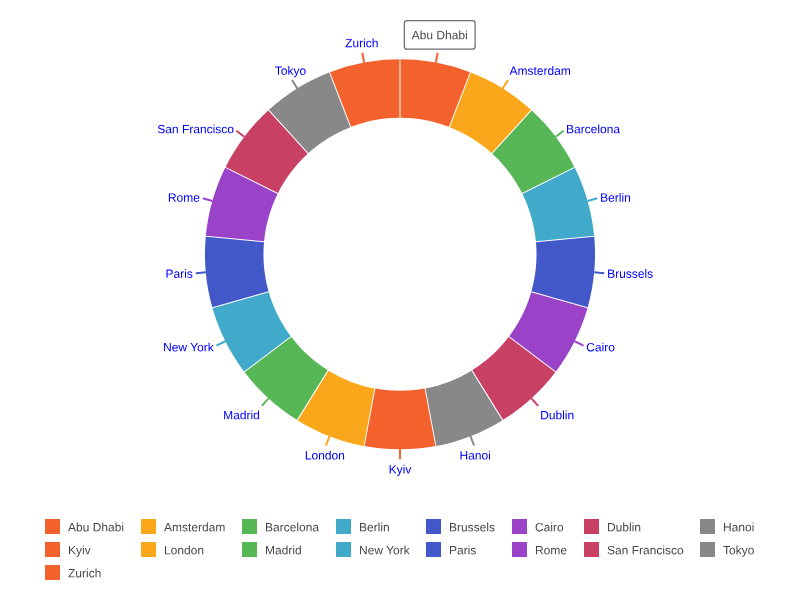 Abu Dhabi
Zurich
Tokyo
Amsterdam
San Francisco
Barcelona
Rome
Berlin
Paris
Brussels
New York
Cairo
Madrid
Dublin
London
Hanoi
Kyiv
Abu Dhabi Amsterdam Barcelona Berlin Brussels Cairo Dublin Hanoi
Kyiv London Madrid New York Paris Rome San Francisco Tokyo
Zurich